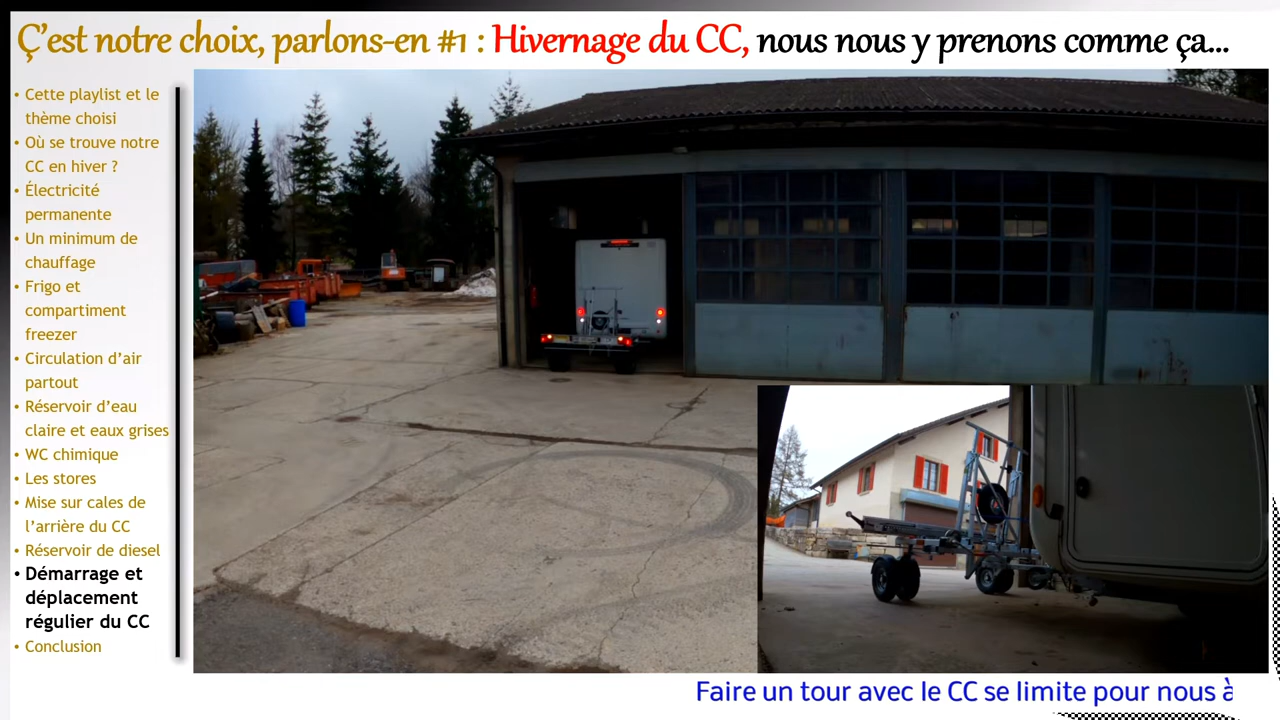 Ç'est notre choix, parlons-en #1 : Hivernage du CC, nous nous y prenons comme ça...
• Cette playlist et le
thème choisi
• Où se trouve notre
CC en hiver ?
• Électricité
permanente
• Un minimum de
chauffage
• Frigo et
compartiment
freezer
• Circulation d'air
partout
• Réservoir d'eau
claire et eaux grises
• WC chimique
• Les stores
• Mise sur cales de
l'arrière du CC
• Réservoir de diesel
• Démarrage et
déplacement
régulier du CC
• Conclusion
Faire un tour avec le CC se limite pour nous à